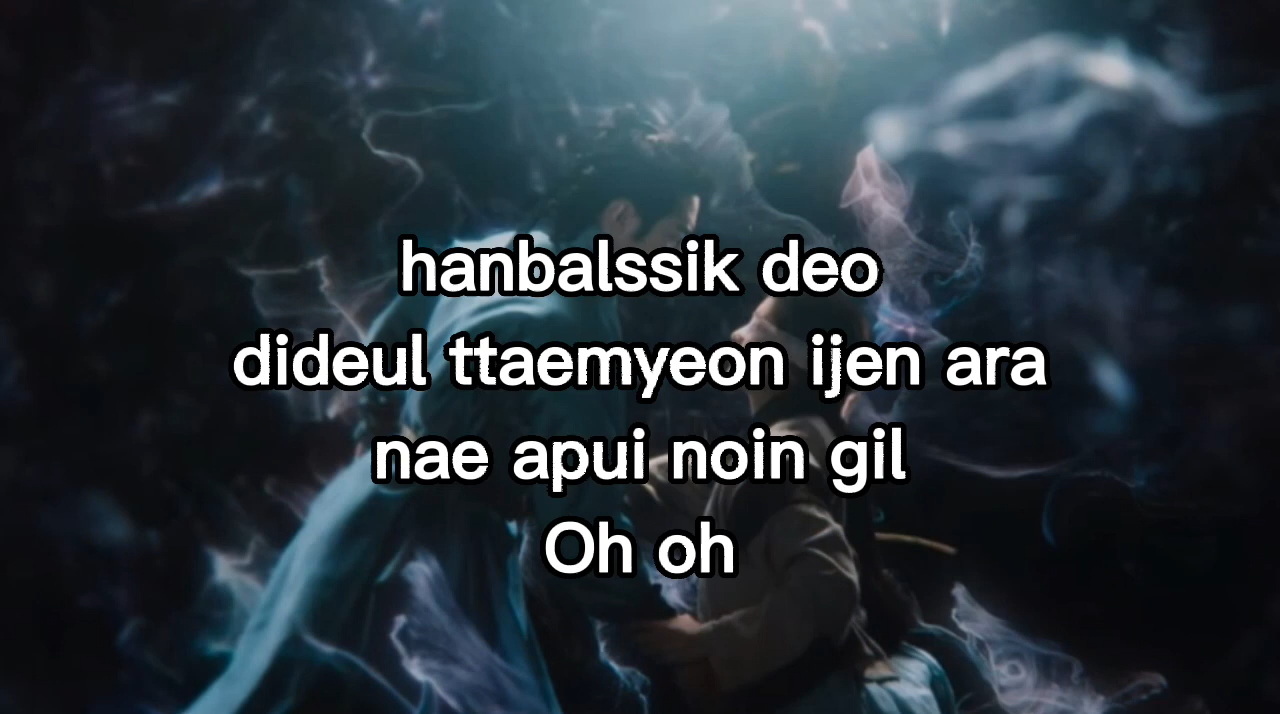 hanbalssik deo
dideul ttaemyeon ijen ara
nae apui noin gil
Oh oh